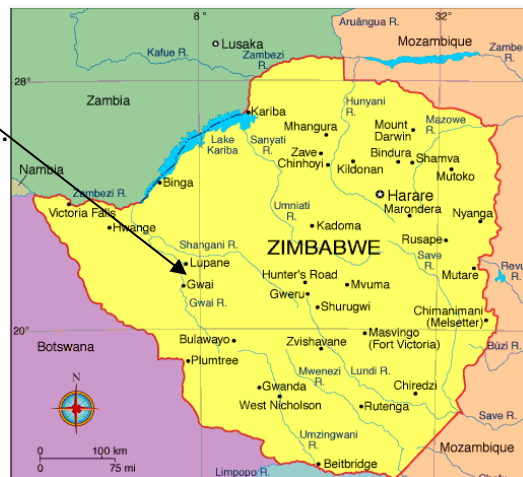 8
32
Aruângua R.
Lusaka
Mozambique
Kafue R.
Zambezi
R.
Zambe
R.
28
Zambia
Kariba
Hunyani
R.
Mazowe
R.
Lake
Kariba
Sanyati
R.
Mhangura
Mount
Darwin
Zave
Chinhoyi
Kildonan
Bindura
Shamva
Mutoko
Nambia
Zambezi R.
Binga
Victoria Falls
Harare
Umniati
R.
Marondera
Nyanga
Hwange
Kadoma
Rusape
Shangani R.
ZIMBABWE
Save
R.
Lupane
Hunter's Road
Mvuma
Mutare
Revu
R.
Gwai
Gweru
Gwai R.
Shurugwi
Chimanimani
(Melsetter)
20
Bulawayo
Zvishavane
Masvingo
(Fort Victoria)
Búzi R.
Botswana
Plumtree
Mwenezi
R.
Lundi R.
Gwanda
Chiredzi
N
West Nicholson
Rutenga
Save R.
Umzingwani
R.
Mozambique
0 100 km
0 75 mi
Beitbridge
Limpopo R.